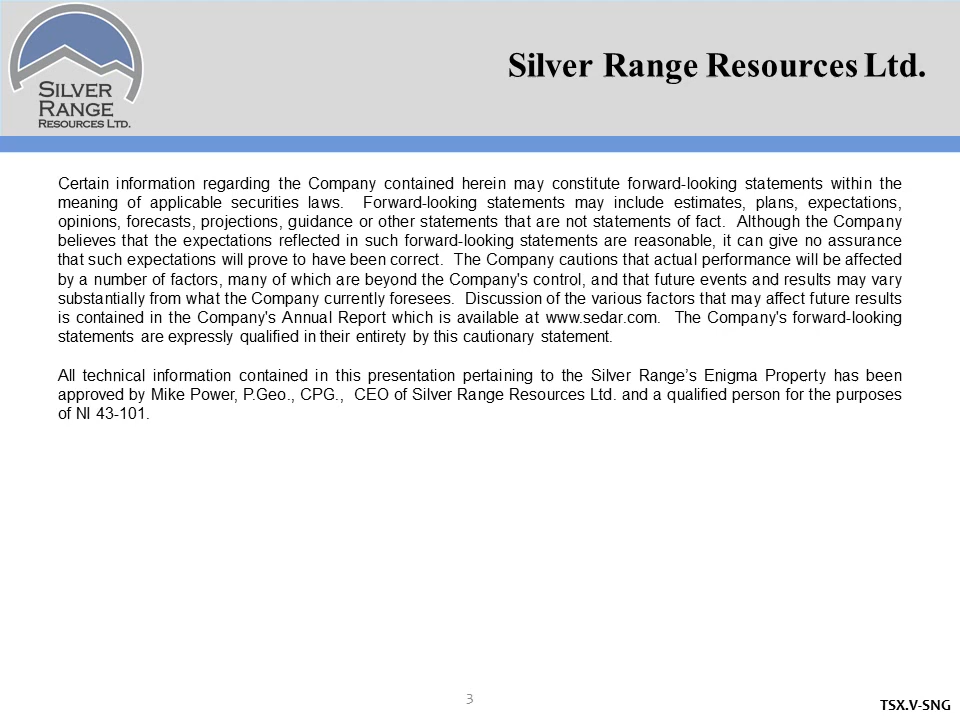 SILVER
RANGE
RESOURCES LTD.
Silver Range Resources Ltd.
Certain information regarding the Company contained herein may constitute forward-looking statements within the
meaning of applicable securities laws.  Forward-looking statements may include estimates, plans, expectations,
opinions, forecasts, projections, guidance or other statements that are not statements of fact.  Although the Company
believes that the expectations reflected in such forward-looking statements are reasonable, it can give no assurance
that such expectations will prove to have been correct.  The Company cautions that actual performance will be affected
by a number of factors, many of which are beyond the Company's control, and that future events and results may vary
substantially from what the Company currently foresees.  Discussion of the various factors that may affect future results
is contained in the Company's Annual Report which is available at www.sedar.com.  The Company's forward-looking
statements are expressly qualified in their entirety by this cautionary statement.
All technical information contained in this presentation pertaining to the Silver Range’s Enigma Property has been
approved by Mike Power, P.Geo., CPG.,  CEO of Silver Range Resources Ltd. and a qualified person for the purposes
of NI 43-101.
3
TSX.V-SNG